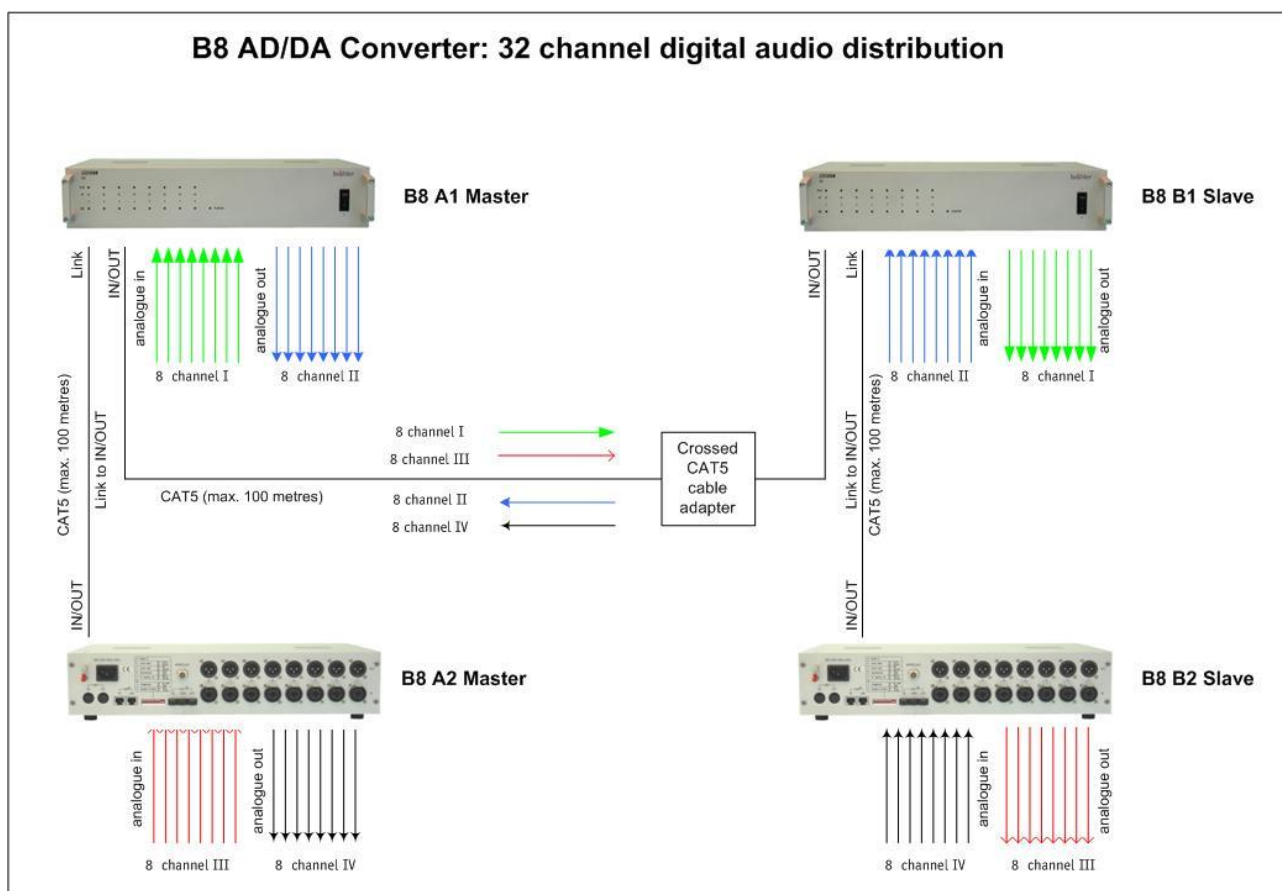 B8 AD/DA Converter: 32 channel digital audio distribution
B8 A1 Master
B8 B1 Slave
Link
IN/OUT
analogue in
analogue out
8 channel I
8 channel II
IN/OUT
Link
analogue in
analogue out
8 channel II
8 channel I
CAT5 (max. 100 metres)
Link to IN/OUT
8 channel I
8 channel III
CAT5 (max. 100 metres)
8 channel II
8 channel IV
Crossed
CAT5
cable
adapter
Link to IN/OUT
CAT5 (max. 100 metres)
IN/OUT
IN/OUT
B8 A2 Master
B8 B2 Slave
analogue in
analogue out
8 channel III
8 channel IV
analogue in
analogue out
8 channel IV
8 channel III